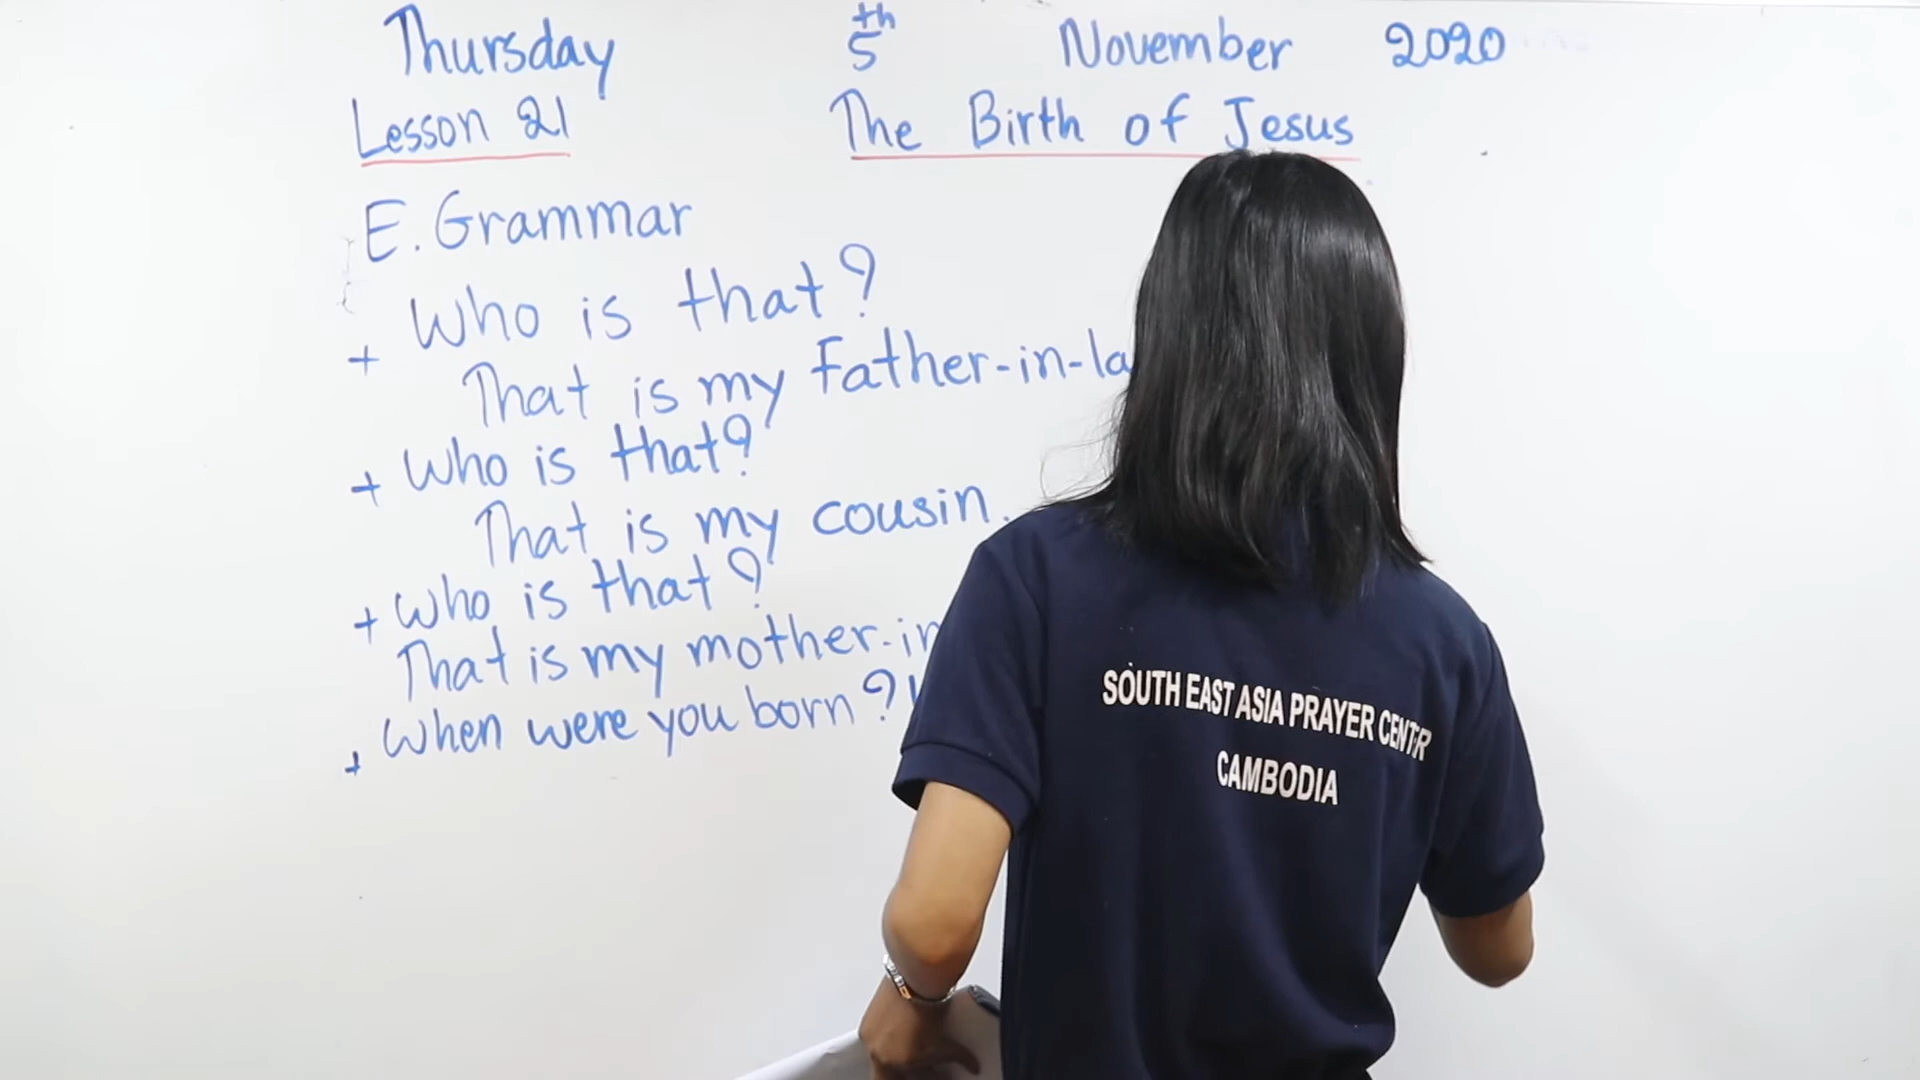 Thursday 5th November 2020
Lesson 21 The Birth of Jesus
E. Grammar
+ Who is that?
That is my Father-in-la
+ Who is that?
That is my cousin.
+ Who is that?
That is my mother-in
+ When were you born?
SOUTH EAST ASIA PRAYER CENTER
CAMBODIA